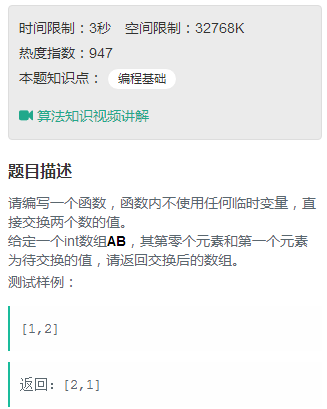 时间限制：3秒 空间限制：32768K
热度指数：947
本题知识点： 编程基础
算法知识视频讲解
题目描述
请编写一个函数，函数内不使用任何临时变量，直
接交换两个数的值。
给定一个int数组AB，其第零个元素和第一个元素
为待交换的值，请返回交换后的数组。
测试样例：
[1,2]
返回：[2,1]